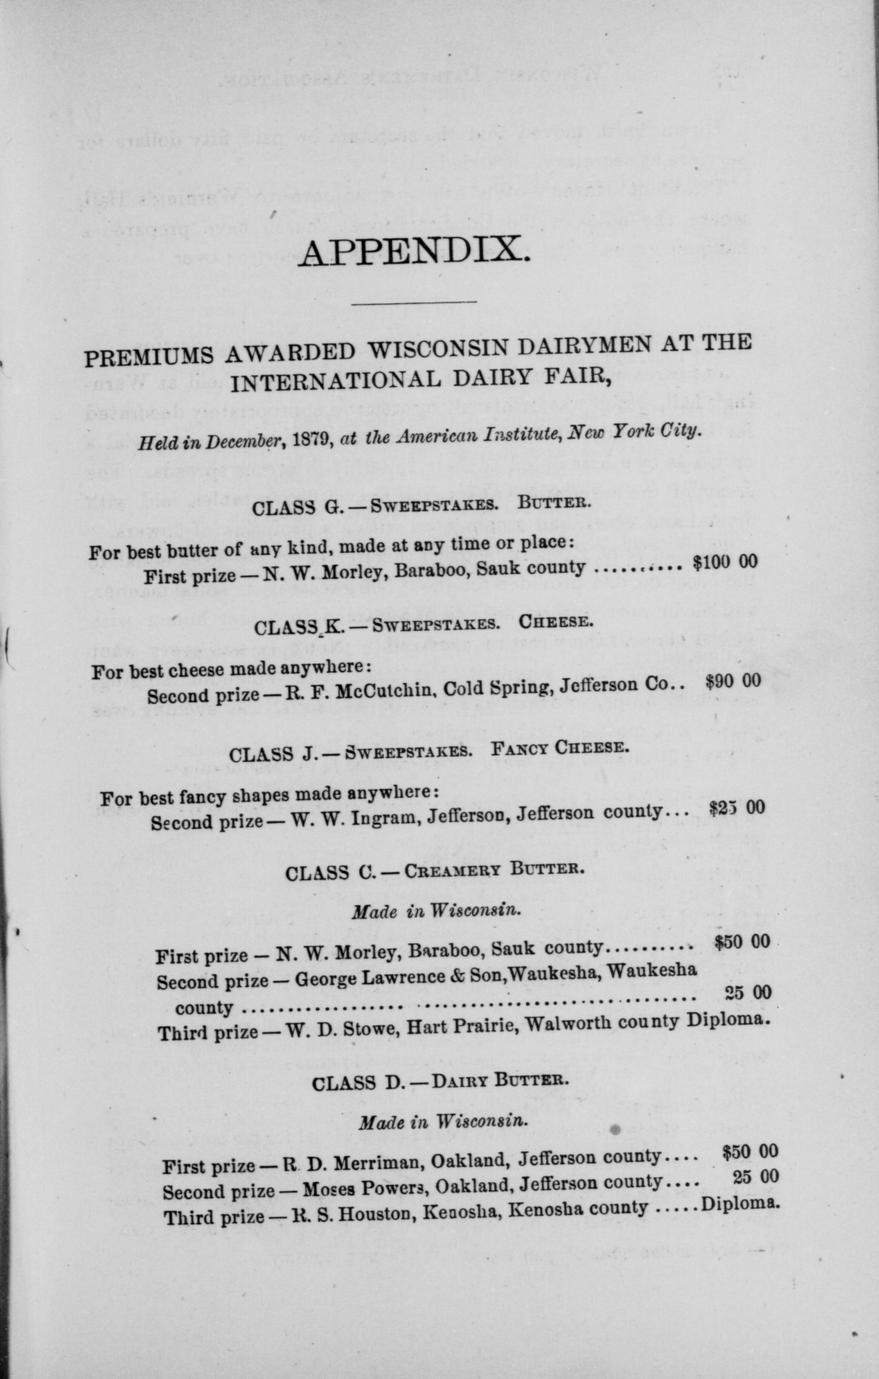 APPENDIX.
PREMIUMS AWARDED WISCONSIN DAIRYMEN AT THE
INTERNATIONAL DAIRY FAIR,
Held in December, 1879, at the American Institute, New York City.
CLASS G. — SWEEPSTAKES. BUTTER.
For best butter of any kind, made at any time or place:
First prize — N. W. Morley, Baraboo, Sauk county .......... $100 00
CLASS K. — SWEEPSTAKES. CHEESE.
For best cheese made anywhere:
Second prize — R. F. McCutchin, Cold Spring, Jefferson Co.. $90 00
CLASS J. — SWEEPSTAKES. FANCY CHEESE.
For best fancy shapes made anywhere:
Second prize — W. W. Ingram, Jefferson, Jefferson county... $25 00
CLASS C. — CREAMERY BUTTER.
Made in Wisconsin.
First prize — N. W. Morley, Baraboo, Sauk county.......... $50 00
Second prize — George Lawrence & Son, Waukesha, Waukesha
county ................................................ 25 00
Third prize — W. D. Stowe, Hart Prairie, Walworth county Diploma.
CLASS D. — DAIRY BUTTER.
Made in Wisconsin.
First prize — R D. Merriman, Oakland, Jefferson county.... $50 00
Second prize — Moses Powers, Oakland, Jefferson county.... 25 00
Third prize — R. S. Houston, Kenosha, Kenosha county ..... Diploma.